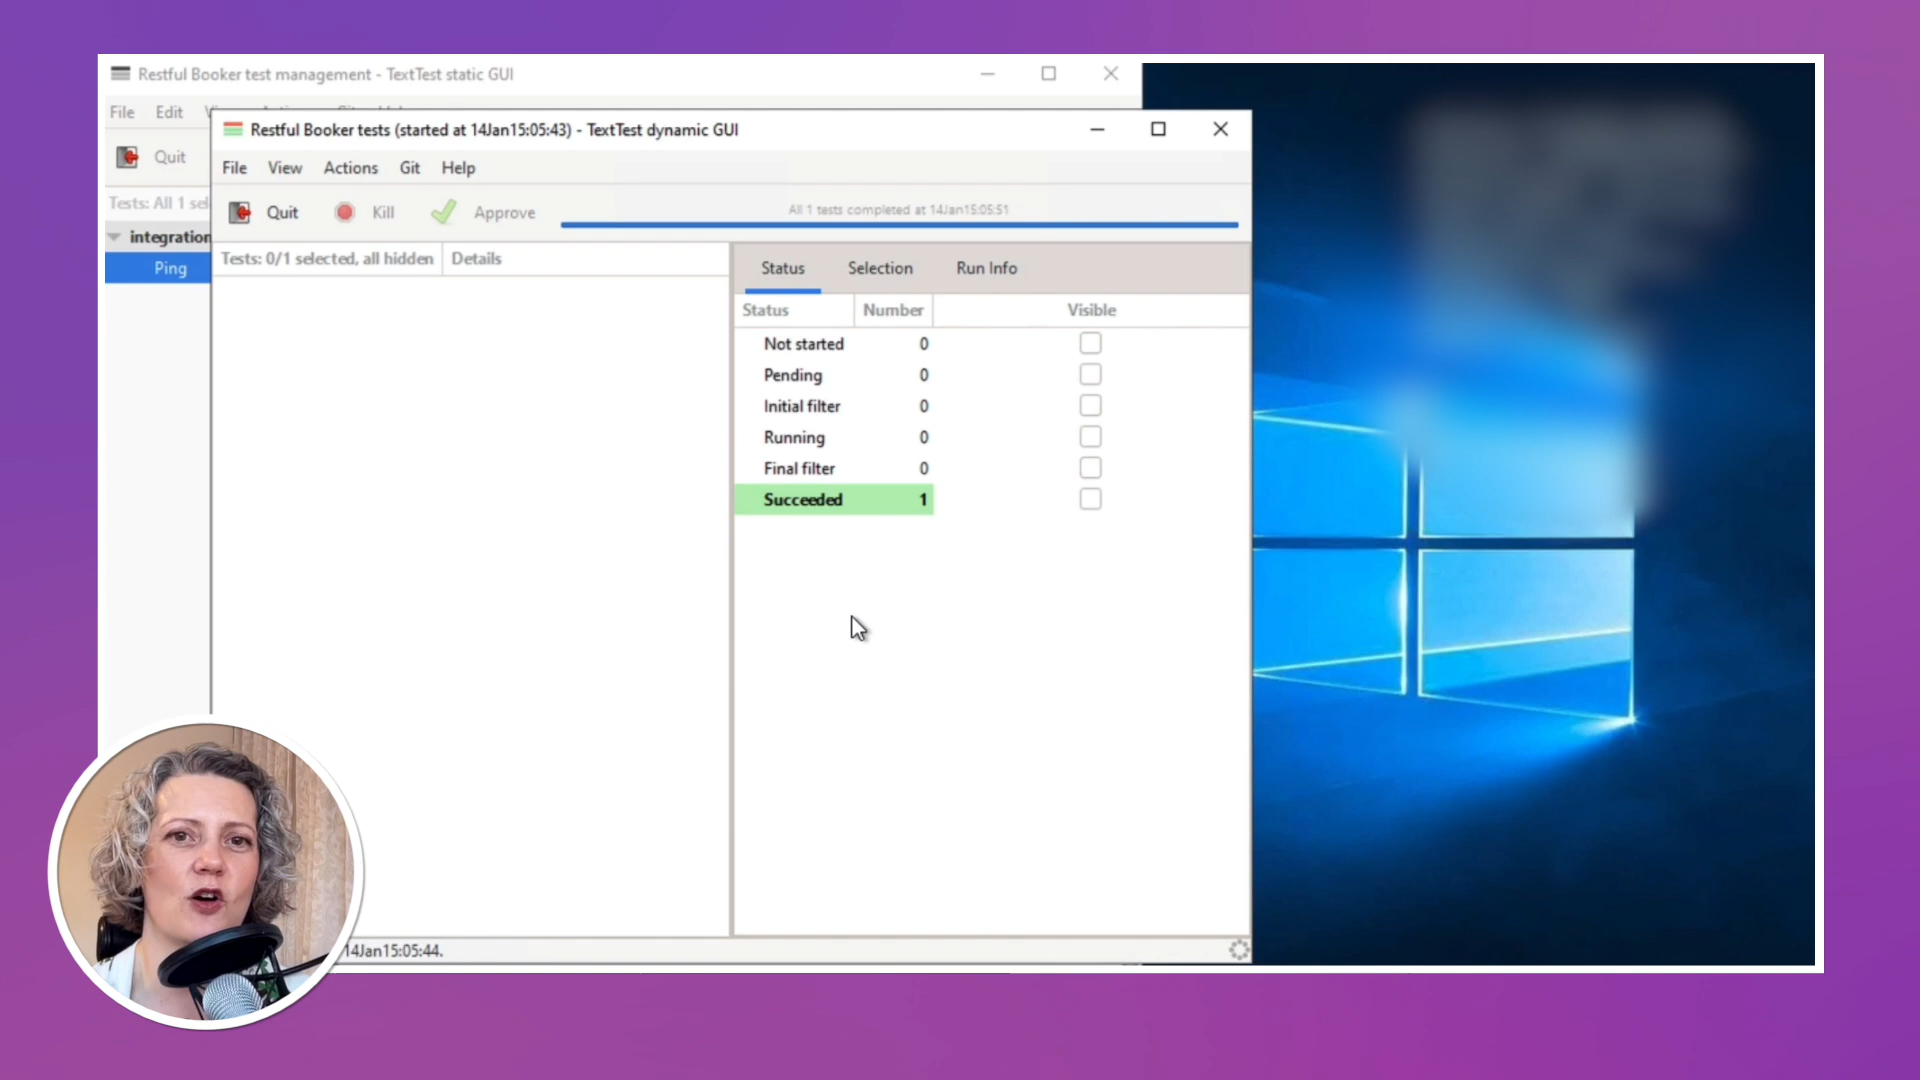 Restful Booker test management - TextTest static GUI
File Edit
Quit
Tests: All 1 sel
integration
Ping
Restful Booker tests (started at 14Jan15:05:43) - TextTest dynamic GUI
File View Actions Git Help
Quit Kill Approve
All 1 tests completed at 14Jan15:05:51
Tests: 0/1 selected, all hidden Details
Status Selection Run Info
Status Number Visible
Not started 0
Pending 0
Initial filter 0
Running 0
Final filter 0
Succeeded 1
14Jan15:05:44.